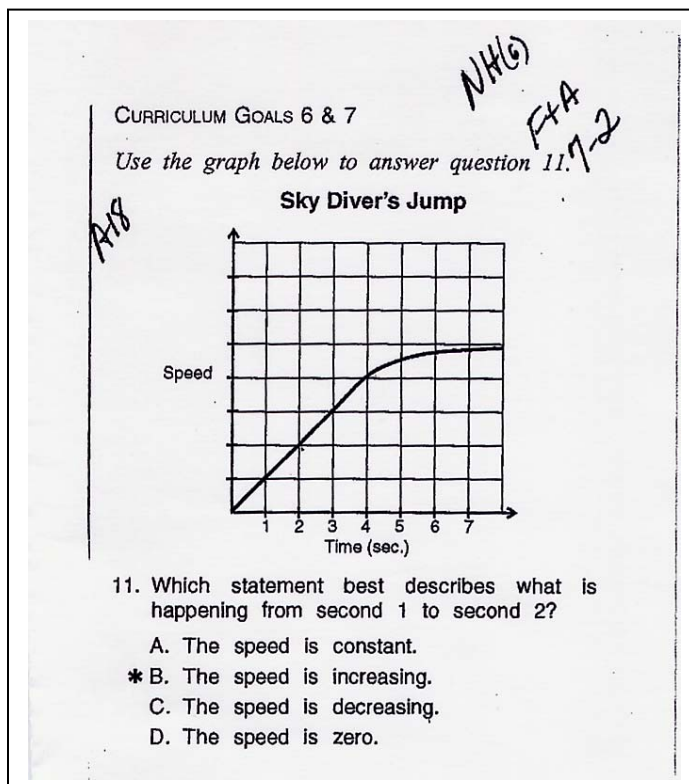 NH(6)
CURRICULUM GOALS 6 & 7
F+A
7-2
Use the graph below to answer question 11.
A18
Sky Diver's Jump
Speed
1 2 3 4 5 6 7
Time (sec.)
11. Which statement best describes what is
happening from second 1 to second 2?
A. The speed is constant.
* B. The speed is increasing.
C. The speed is decreasing.
D. The speed is zero.